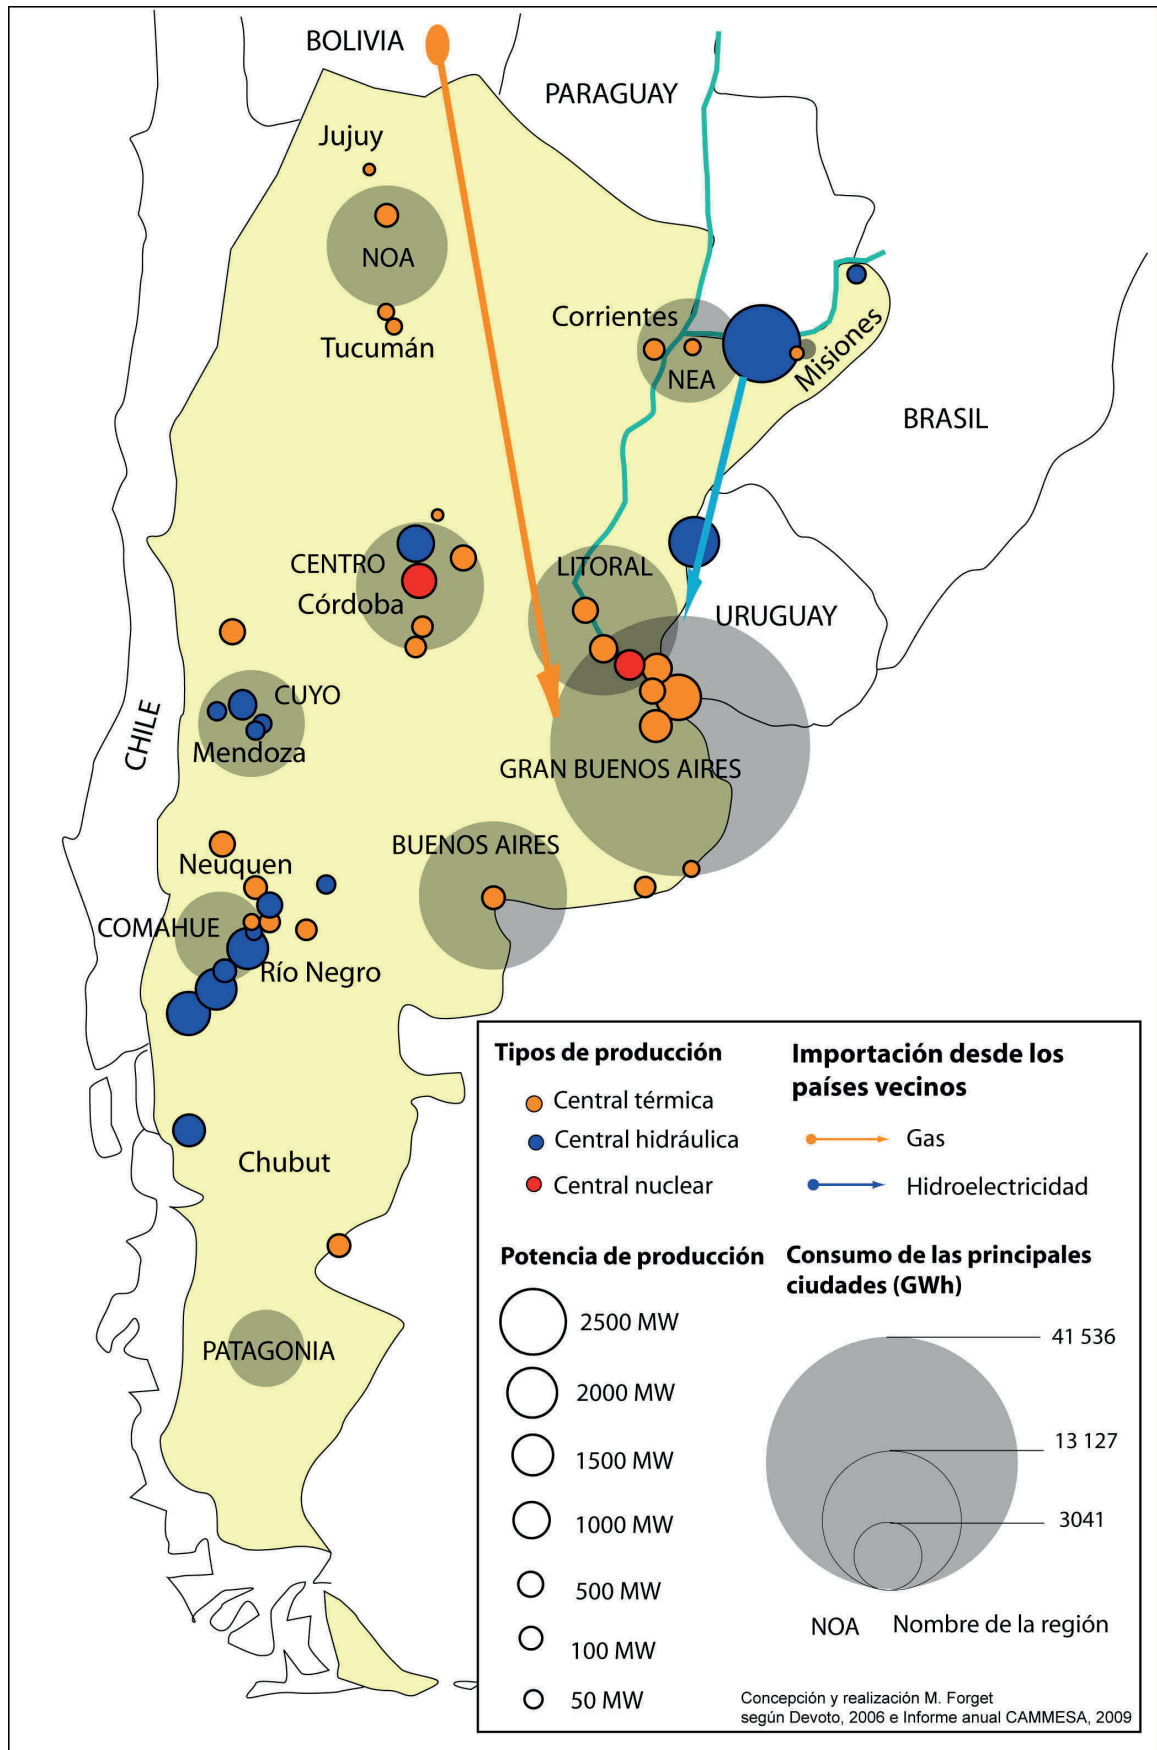 BOLIVIA
PARAGUAY
Jujuy
NOA
Tucumán
Corrientes
NEA
Misiones
BRASIL
CENTRO
Córdoba
LITORAL
URUGUAY
CHILE
CUYO
Mendoza
GRAN BUENOS AIRES
BUENOS AIRES
Neuquen
COMAHUE
Río Negro
Chubut
PATAGONIA
Tipos de producción
Central térmica
Central hidráulica
Central nuclear
Importación desde los
países vecinos
Gas
Hidroelectricidad
Potencia de producción
2500 MW
2000 MW
1500 MW
1000 MW
500 MW
100 MW
50 MW
Consumo de las principales
ciudades (GWh)
41 536
13 127
3041
NOA Nombre de la región
Concepción y realización M. Forget
según Devoto, 2006 e Informe anual CAMMESA, 2009